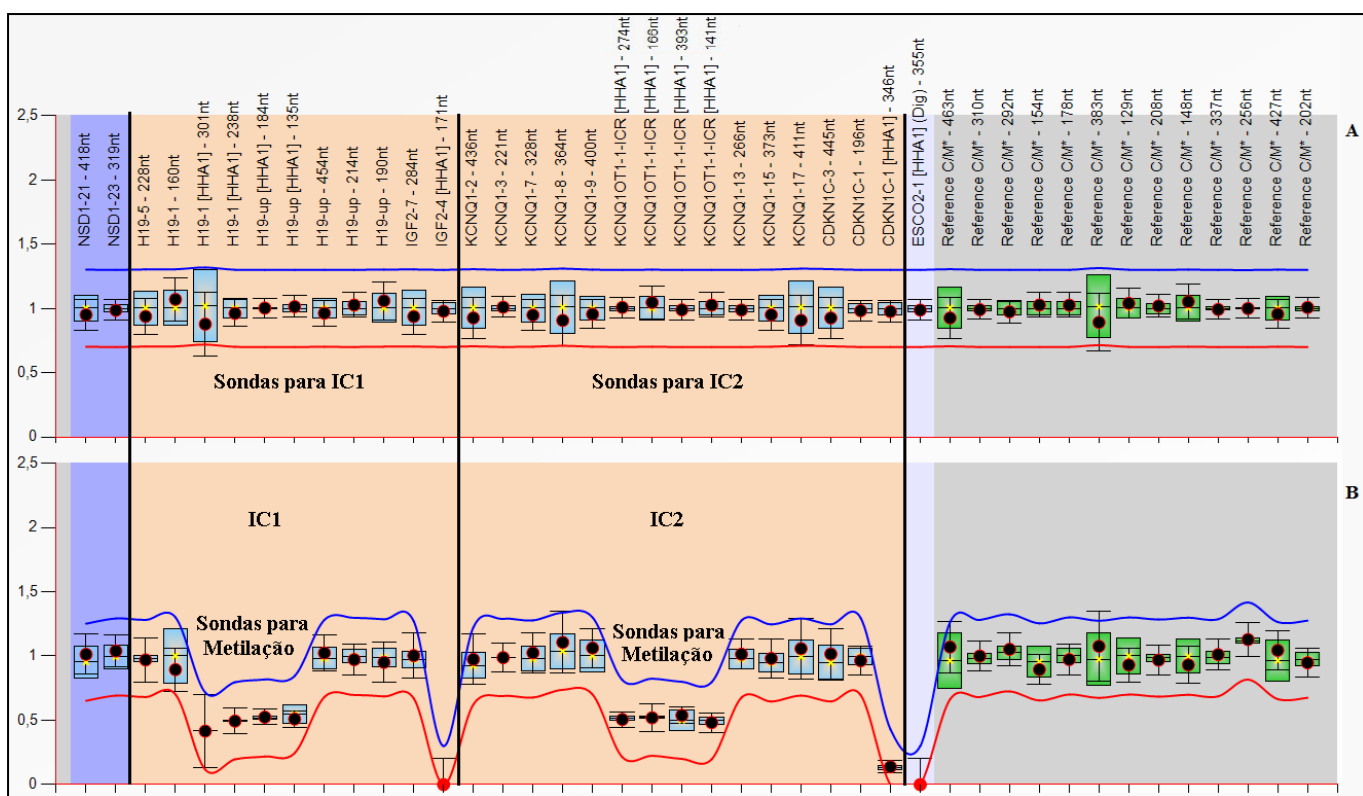 NSD1-21 - 418nt
NSD1-23 - 319nt
H19-5 - 228nt
H19-1 - 160nt
H19-1 [HHA1] - 301nt
H19-1 [HHA1] - 238nt
H19-up [HHA1] - 184nt
H19-up [HHA1] - 135nt
H19-up - 454nt
H19-up - 214nt
H19-up - 190nt
IGF2-7 - 284nt
IGF2-4 [HHA1] - 171nt
KCNQ1-2 - 436nt
KCNQ1-3 - 221nt
KCNQ1-7 - 328nt
KCNQ1-8 - 364nt
KCNQ1-9 - 400nt
KCNQ1OT1-1-ICR [HHA1] - 274nt
KCNQ1OT1-1-ICR [HHA1] - 166nt
KCNQ1OT1-1-ICR [HHA1] - 393nt
KCNQ1OT1-1-ICR [HHA1] - 141nt
KCNQ1-13 - 266nt
KCNQ1-15 - 373nt
KCNQ1-17 - 411nt
CDKN1C-3 - 445nt
CDKN1C-1 - 196nt
CDKN1C-1 [HHA1] - 346nt
ESCO2-1 [HHA1] (Dig) - 355nt
Reference C/M* - 463nt
Reference C/M* - 310nt
Reference C/M* - 292nt
Reference C/M* - 154nt
Reference C/M* - 178nt
Reference C/M* - 383nt
Reference C/M* - 129nt
Reference C/M* - 208nt
Reference C/M* - 148nt
Reference C/M* - 337nt
Reference C/M* - 256nt
Reference C/M* - 427nt
Reference C/M* - 202nt
A
2,5
2
1,5
1
0,5
0
Sondas para IC1
Sondas para IC2
B
2,5
2
1,5
1
0,5
0
IC1
IC2
Sondas para
Metilação
Sondas para
Metilação